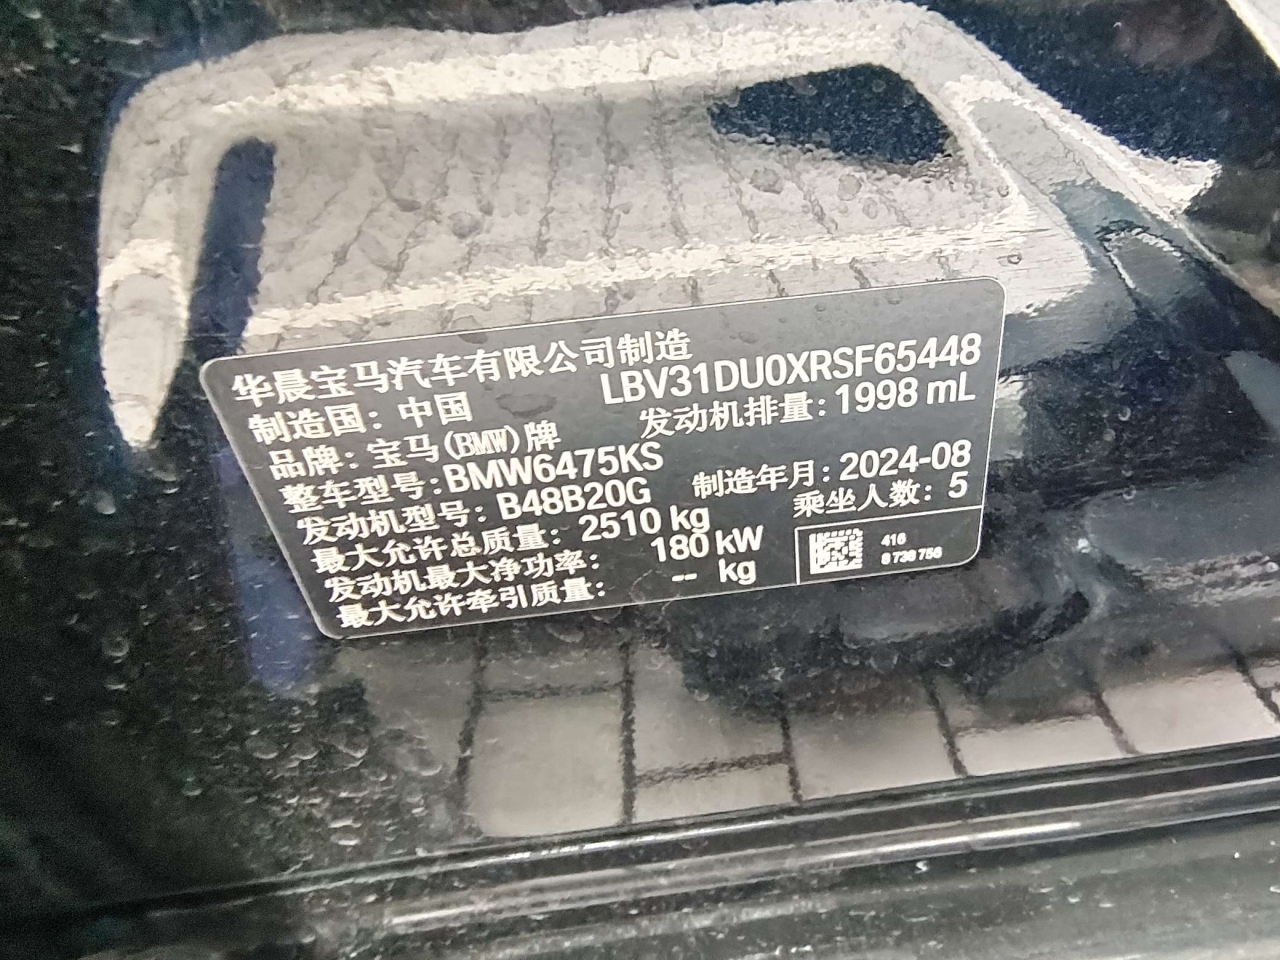 华晨宝马汽车有限公司制造
LBV31DU0XRSF65448
制造国：中国
发动机排量：1998 mL
品牌：宝马(BMW)牌
整车型号：BMW6475KS
制造年月：2024-08
发动机型号：B48B20G
乘坐人数：5
最大允许总质量：2510 kg
发动机最大净功率：180 kW
最大允许牵引质量：-- kg
416
8 738 756